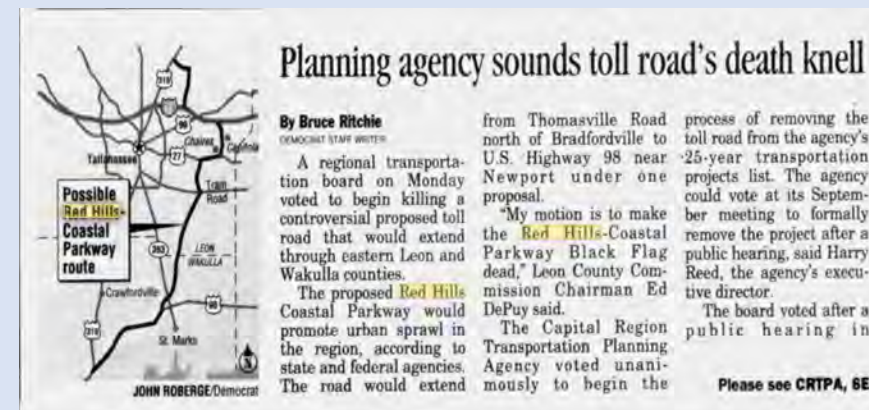 Planning agency sounds toll road's death knell
By Bruce Ritchie
DEMOCRAT STAFF WRITER
A regional transporta-
tion board on Monday
voted to begin killing a
controversial proposed toll
road that would extend
through eastern Leon and
Wakulla counties.
The proposed Red Hills
Coastal Parkway would
promote urban sprawl in
the region, according to
state and federal agencies.
The road would extend
from Thomasville Road
north of Bradfordville to
U.S. Highway 98 near
Newport under one
proposal.
"My motion is to make
the Red Hills-Coastal
Parkway Black Flag
dead," Leon County Com-
mission Chairman Ed
DePuy said.
The Capital Region
Transportation Planning
Agency voted unani-
mously to begin the
process of removing the
toll road from the agency's
25-year transportation
projects list. The agency
could vote at its Septem-
ber meeting to formally
remove the project after a
public hearing, said Harry
Reed, the agency's execu-
tive director.
The board voted after a
public hearing in
Please see CRTPA, 6E
319
90
Chaires
Capitola
Tallahassee
27
Tram
Road
Possible
Red Hills-
Coastal
Parkway
route
363
LEON
WAKULLA
Crawfordville
98
319
St. Marks
N
JOHN ROBERGE/Democrat